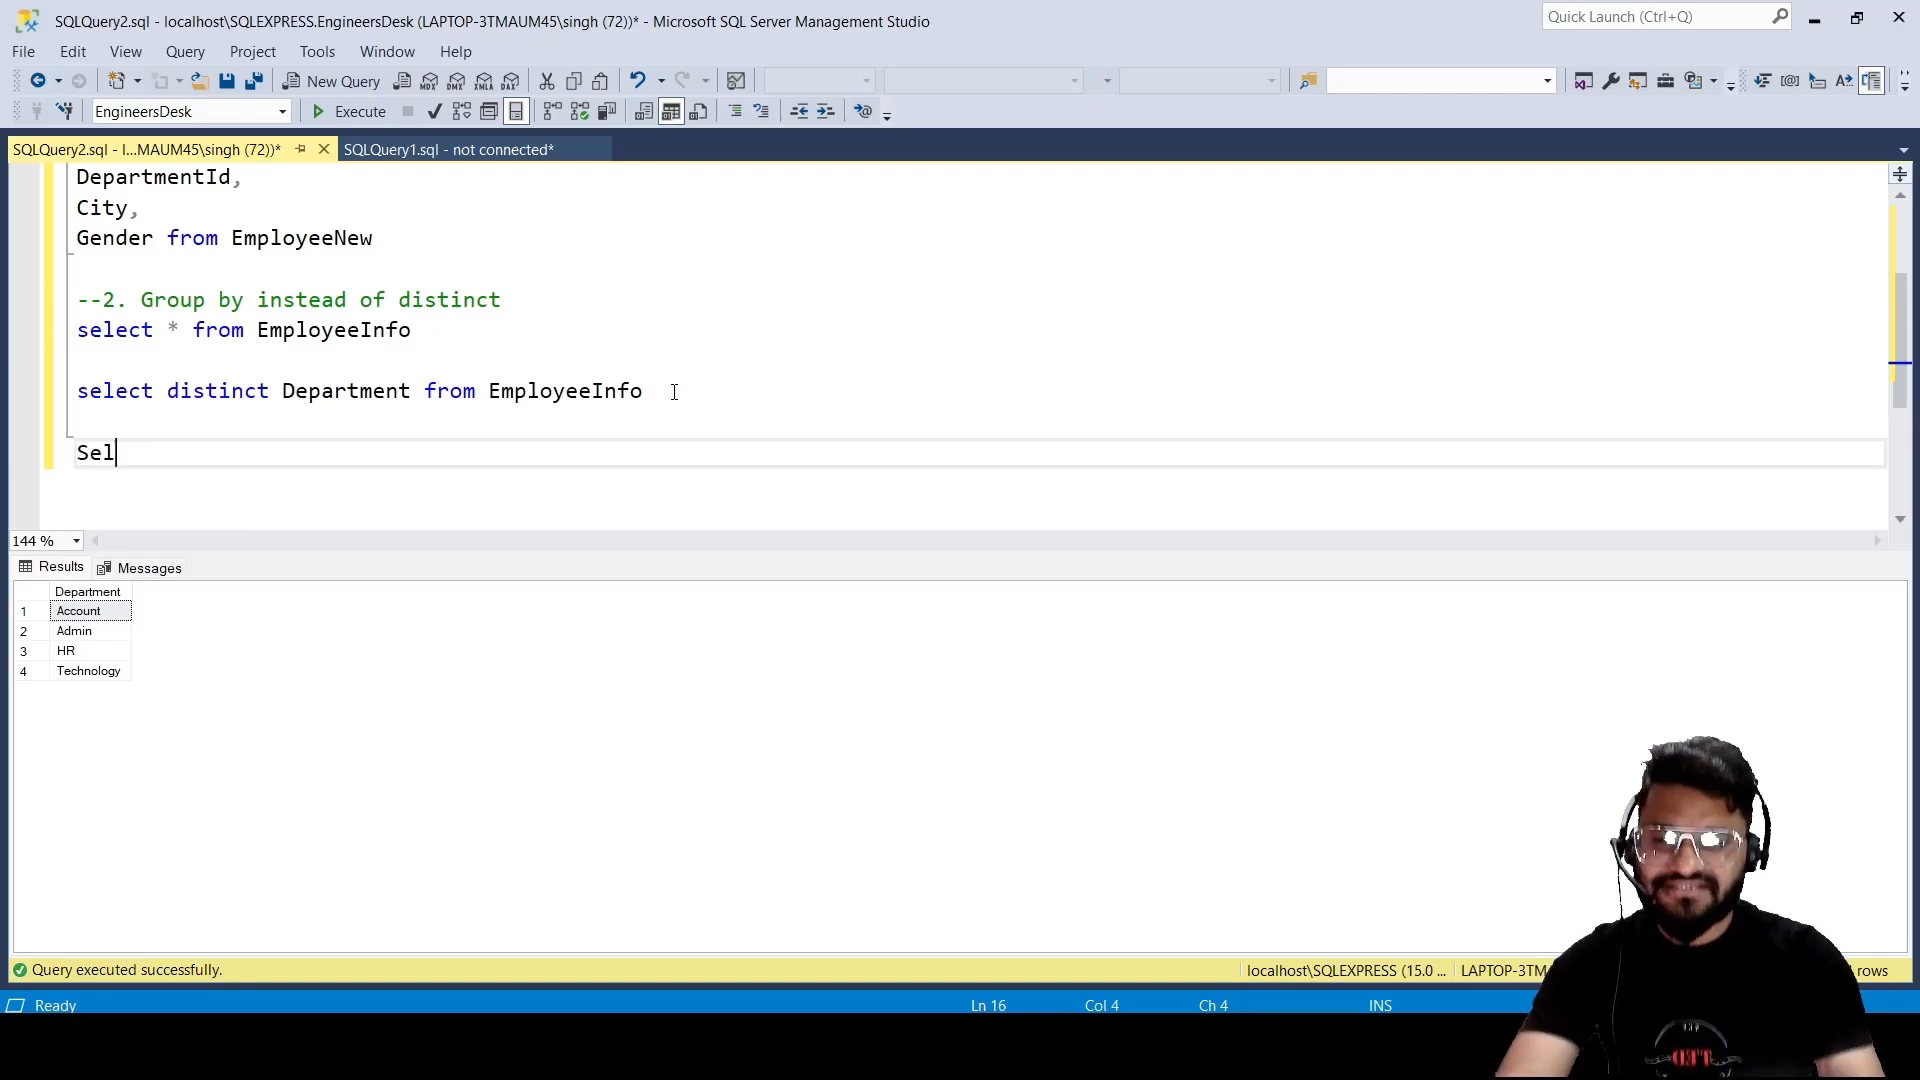 SQLQuery2.sql - localhost\SQLEXPRESS.EngineersDesk (LAPTOP-3TMAUM45\singh (72))* - Microsoft SQL Server Management Studio
Quick Launch (Ctrl+Q)
File Edit View Query Project Tools Window Help
New Query
EngineersDesk Execute
SQLQuery2.sql - l...MAUM45\singh (72))* SQLQuery1.sql - not connected*
DepartmentId,
City,
Gender from EmployeeNew
--2. Group by instead of distinct
select * from EmployeeInfo
select distinct Department from EmployeeInfo
Sel
144 %
Results Messages
Department
1 Account
2 Admin
3 HR
4 Technology
Query executed successfully. localhost\SQLEXPRESS (15.0 ... LAPTOP-3TM rows
Ready Ln 16 Col 4 Ch 4 INS